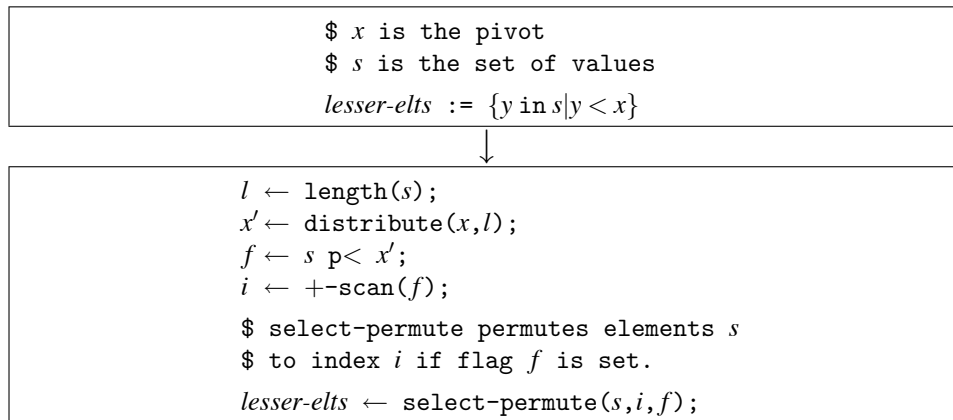 $ x is the pivot
$ s is the set of values
lesser-elts := {y in s|y < x}
↓
l ← length(s);
x′ ← distribute(x,l);
f ← s p< x′;
i ← +-scan(f);
$ select-permute permutes elements s
$ to index i if flag f is set.
lesser-elts ← select-permute(s,i,f);